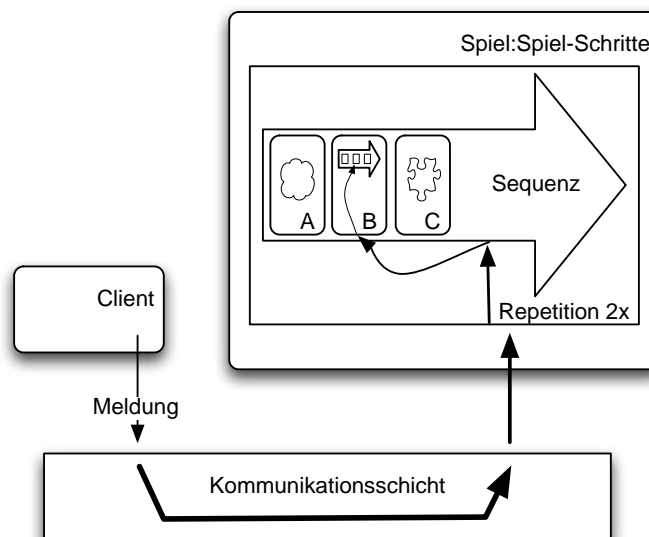 Spiel:Spiel-Schritte
A
B
C
Sequenz
Repetition 2x
Client
Meldung
Kommunikationsschicht